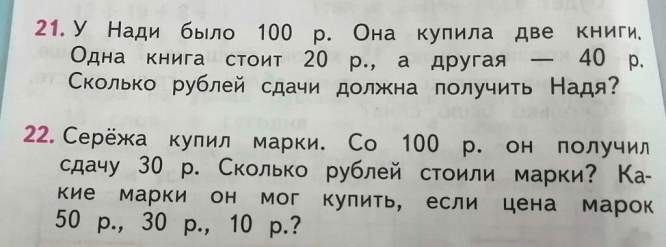 21. У Нади было 100 р. Она купила две книги.
Одна книга стоит 20 р., а другая — 40 р.
Сколько рублей сдачи должна получить Надя?
22. Серёжа купил марки. Со 100 р. он получил
сдачу 30 р. Сколько рублей стоили марки? Ка-
кие марки он мог купить, если цена марок
50 р., 30 р., 10 р.?